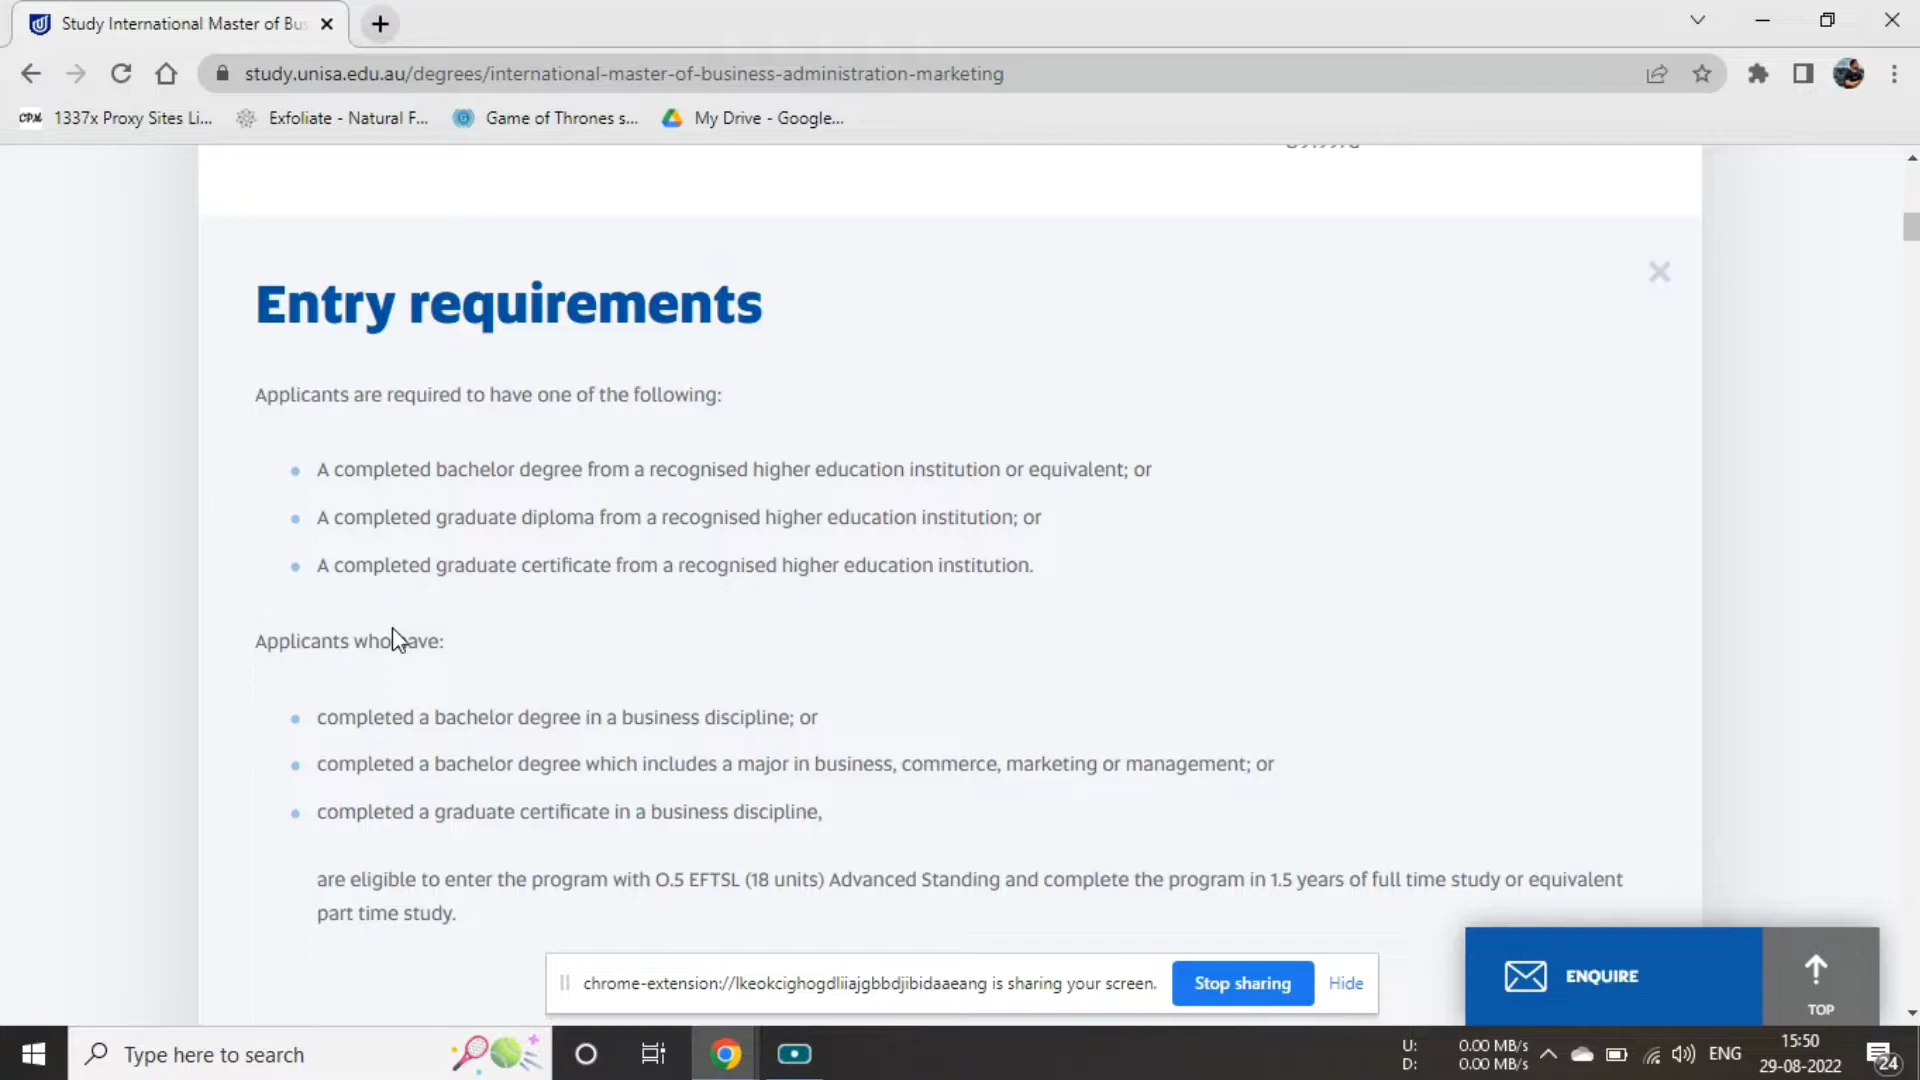 Study International Master of Bus
study.unisa.edu.au/degrees/international-master-of-business-administration-marketing
CPM 1337x Proxy Sites Li... Exfoliate - Natural F... Game of Thrones s... My Drive - Google...
Entry requirements
Applicants are required to have one of the following:
A completed bachelor degree from a recognised higher education institution or equivalent; or
A completed graduate diploma from a recognised higher education institution; or
A completed graduate certificate from a recognised higher education institution.
Applicants who have:
completed a bachelor degree in a business discipline; or
completed a bachelor degree which includes a major in business, commerce, marketing or management; or
completed a graduate certificate in a business discipline,
are eligible to enter the program with 0.5 EFTSL (18 units) Advanced Standing and complete the program in 1.5 years of full time study or equivalent
part time study.
chrome-extension://lkeokcighogdliiajgbbdjibidaaeang is sharing your screen. Stop sharing Hide
ENQUIRE
TOP
Type here to search
U: 0.00 MB/s
D: 0.00 MB/s
ENG
15:50
29-08-2022
24